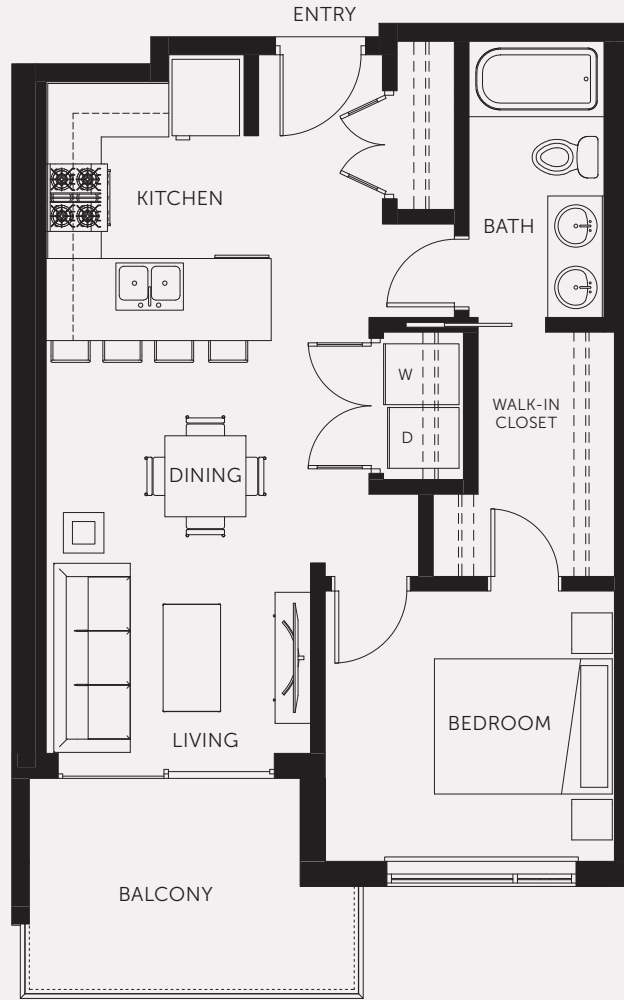 ENTRY
KITCHEN
BATH
W
D
WALK-IN
CLOSET
DINING
LIVING
BEDROOM
BALCONY